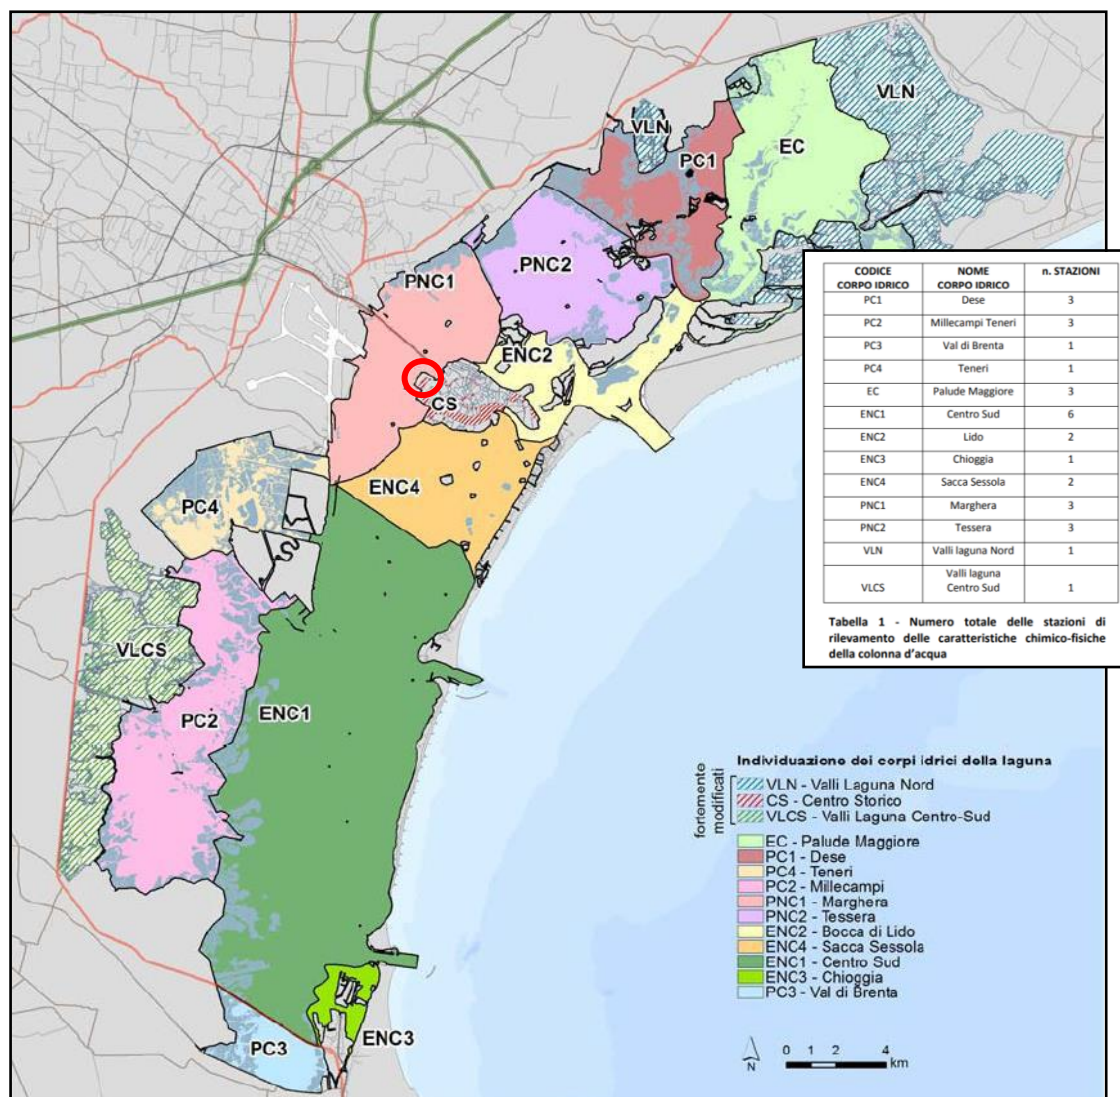 VLN
VLN
EC
PC1
PNC2
PNC1
ENC2
CS
ENC4
PC4
VLCS
PC2
ENC1
PC3
ENC3
CODICE CORPO IDRICO NOME CORPO IDRICO n. STAZIONI
PC1 Dese 3
PC2 Millecampi Teneri 3
PC3 Val di Brenta 1
PC4 Teneri 1
EC Palude Maggiore 3
ENC1 Centro Sud 6
ENC2 Lido 2
ENC3 Chioggia 1
ENC4 Sacca Sessola 2
PNC1 Marghera 3
PNC2 Tessera 3
VLN Valli laguna Nord 1
VLCS Valli laguna Centro Sud 1
Tabella 1 - Numero totale delle stazioni di
rilevamento delle caratteristiche chimico-fisiche
della colonna d'acqua
Individuazione dei corpi idrici della laguna
fortemente
modificati
VLN - Valli Laguna Nord
CS - Centro Storico
VLCS - Valli Laguna Centro-Sud
EC - Palude Maggiore
PC1 - Dese
PC4 - Teneri
PC2 - Millecampi
PNC1 - Marghera
PNC2 - Tessera
ENC2 - Bocca di Lido
ENC4 - Sacca Sessola
ENC1 - Centro Sud
ENC3 - Chioggia
PC3 - Val di Brenta
N
0 1 2 4
km